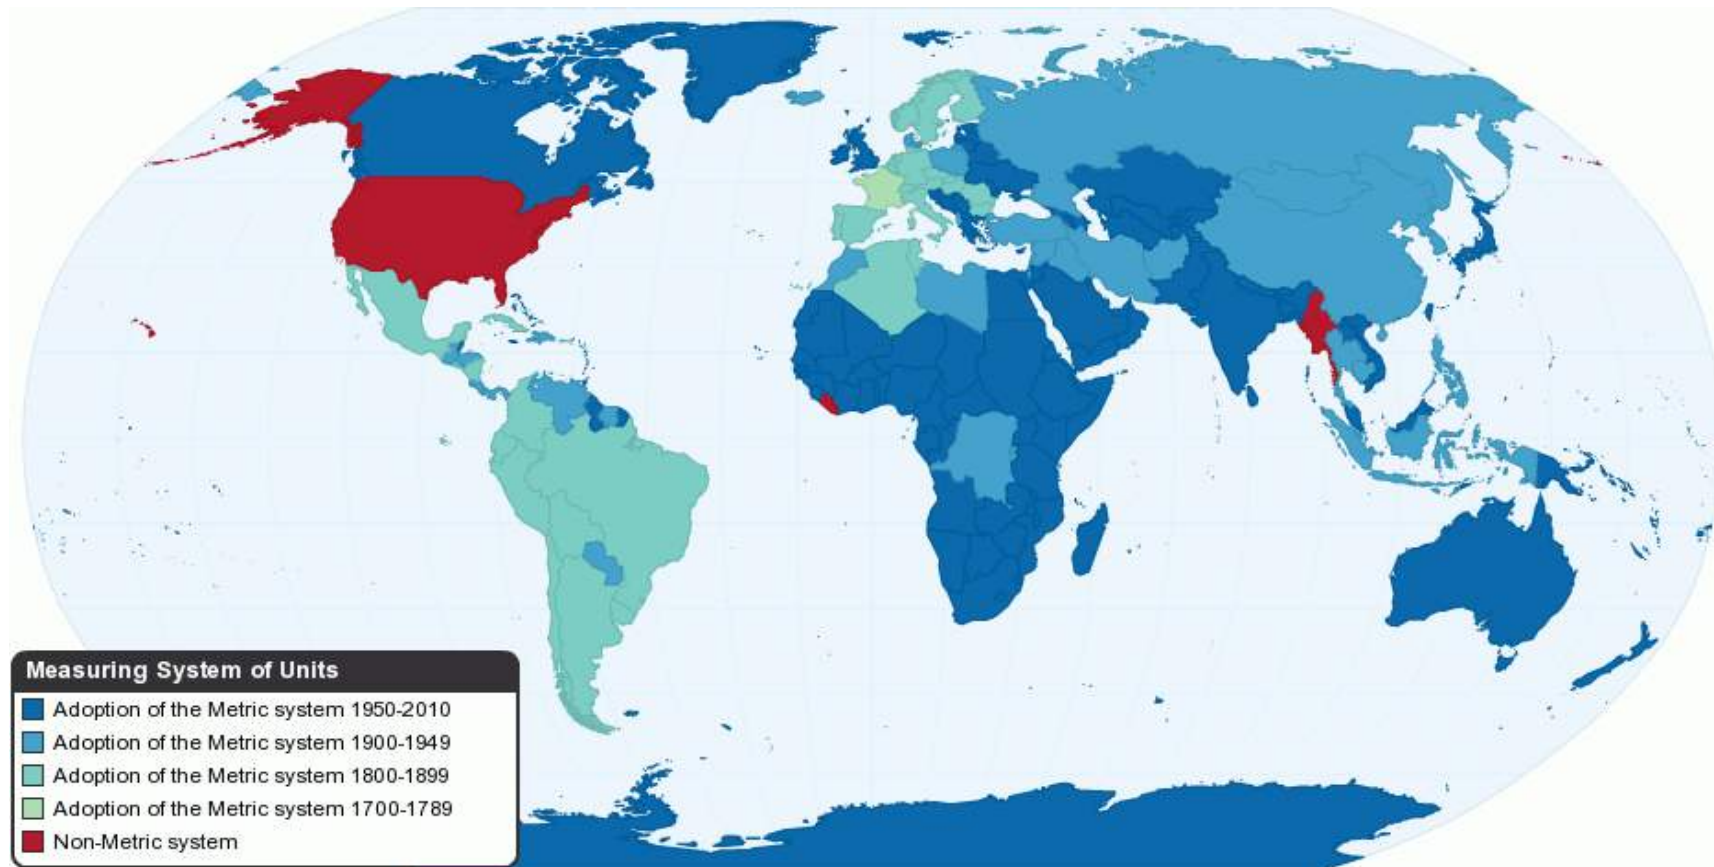 Measuring System of Units
Adoption of the Metric system 1950-2010
Adoption of the Metric system 1900-1949
Adoption of the Metric system 1800-1899
Adoption of the Metric system 1700-1789
Non-Metric system